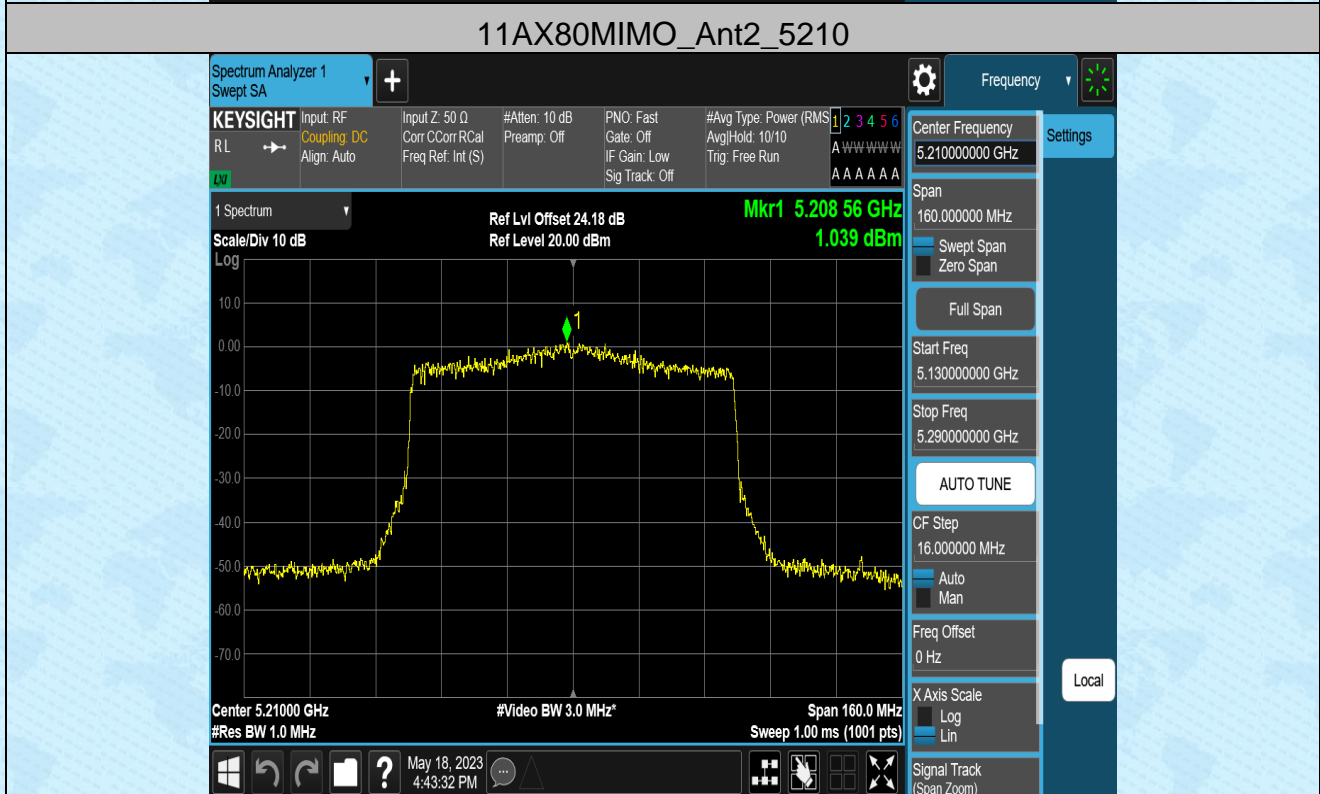 11AX80MIMO_Ant2_5210
Spectrum Analyzer 1
Swept SA
Frequency
KEYSIGHT
R L
LXI
Input: RF
Coupling: DC
Align: Auto
Input Z: 50 Ω
Corr CCorr RCal
Freq Ref: Int (S)
#Atten: 10 dB
Preamp: Off
PNO: Fast
Gate: Off
IF Gain: Low
Sig Track: Off
#Avg Type: Power (RMS
Avg|Hold: 10/10
Trig: Free Run
1 2 3 4 5 6
A W W W W W
A A A A A A
Center Frequency
5.210000000 GHz
Settings
Span
160.000000 MHz
Swept Span
Zero Span
Full Span
Start Freq
5.130000000 GHz
Stop Freq
5.290000000 GHz
AUTO TUNE
CF Step
16.000000 MHz
Auto
Man
Freq Offset
0 Hz
X Axis Scale
Log
Lin
Local
Signal Track
(Span Zoom)
1 Spectrum
Scale/Div 10 dB
Log
Ref Lvl Offset 24.18 dB
Ref Level 20.00 dBm
Mkr1 5.208 56 GHz
1.039 dBm
1
10.0
0.00
-10.0
-20.0
-30.0
-40.0
-50.0
-60.0
-70.0
Center 5.21000 GHz
#Res BW 1.0 MHz
#Video BW 3.0 MHz*
Span 160.0 MHz
Sweep 1.00 ms (1001 pts)
?
May 18, 2023
4:43:32 PM